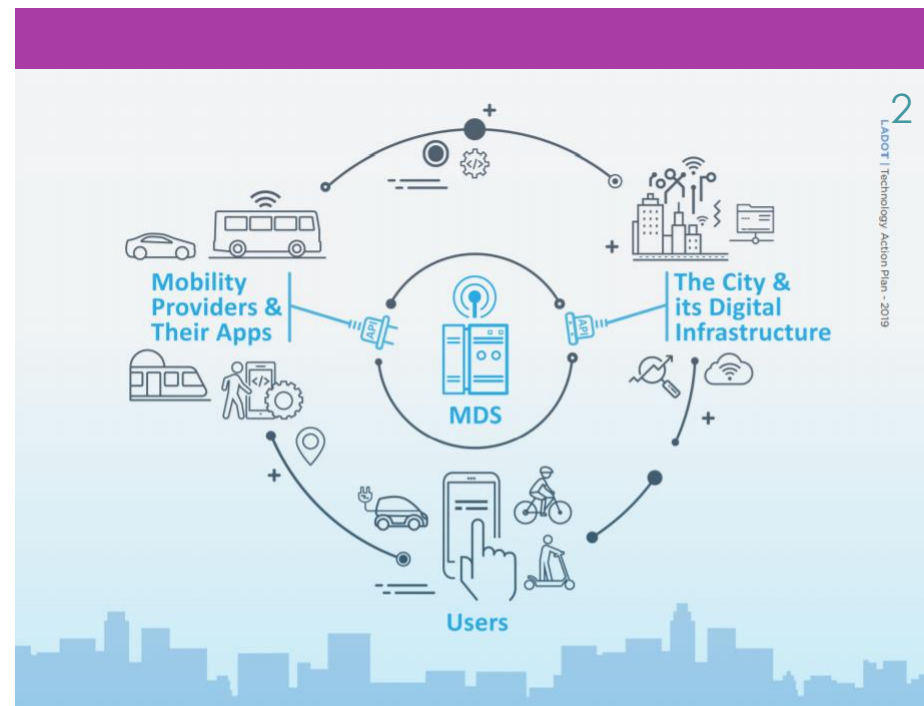 2
LADOT | Technology Action Plan - 2019
Mobility
Providers &
Their Apps
The City &
its Digital
Infrastructure
API
API
</>
</>
MDS
Users